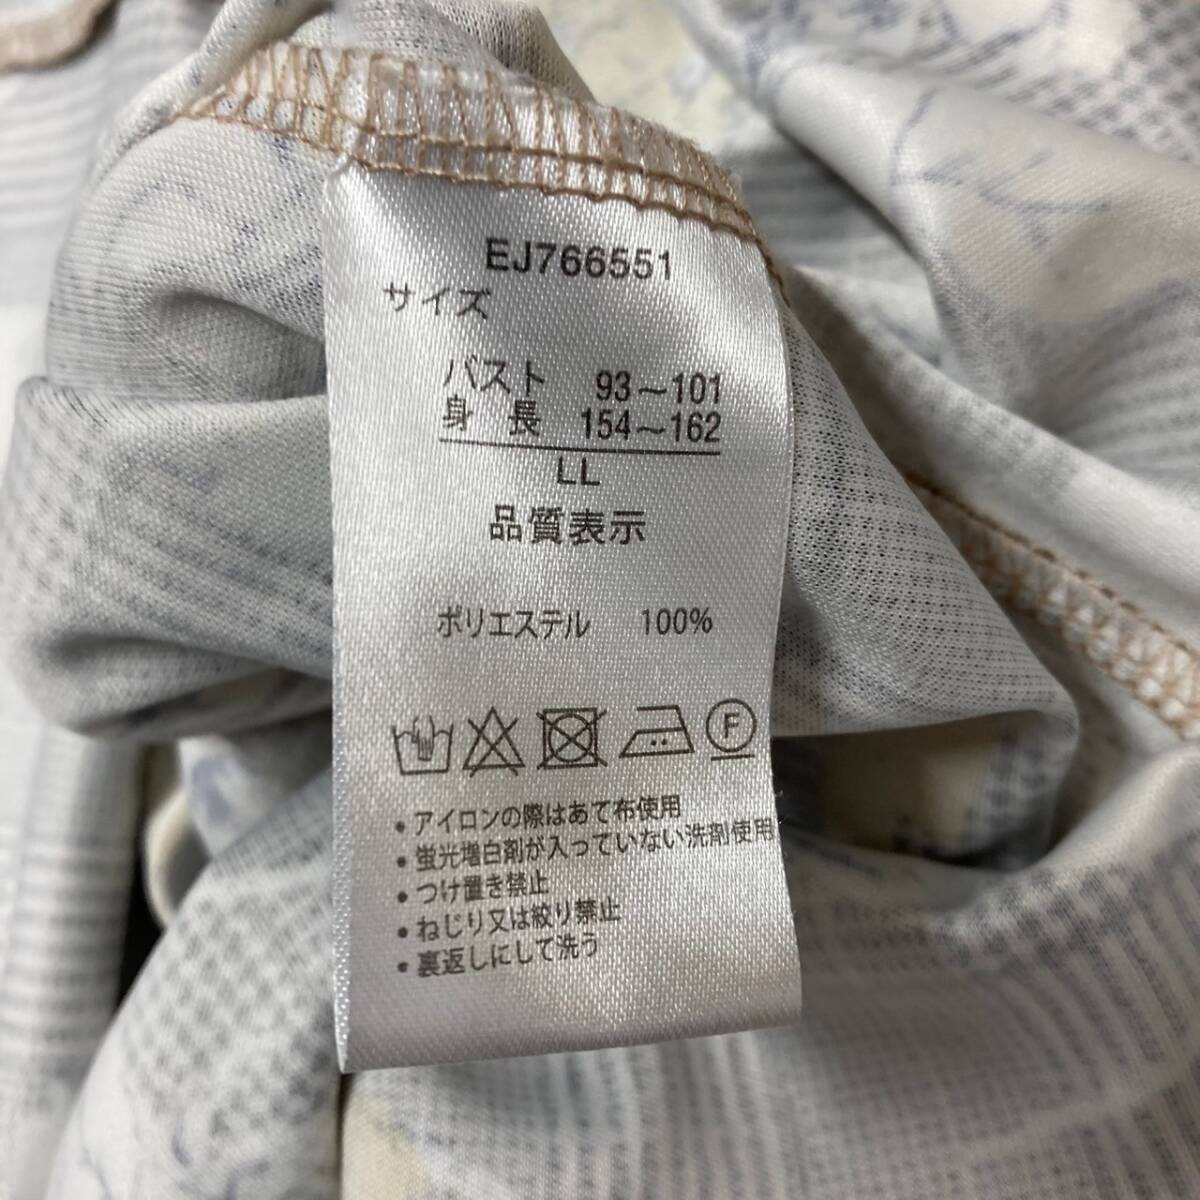 EJ766551
サイズ
バスト 93～101
身長 154～162
LL
品質表示
ポリエステル 100%
F
・アイロンの際はあて布使用
・蛍光増白剤が入っていない洗剤使用
・つけ置き禁止
・ねじり又は絞り禁止
・裏返しにして洗う